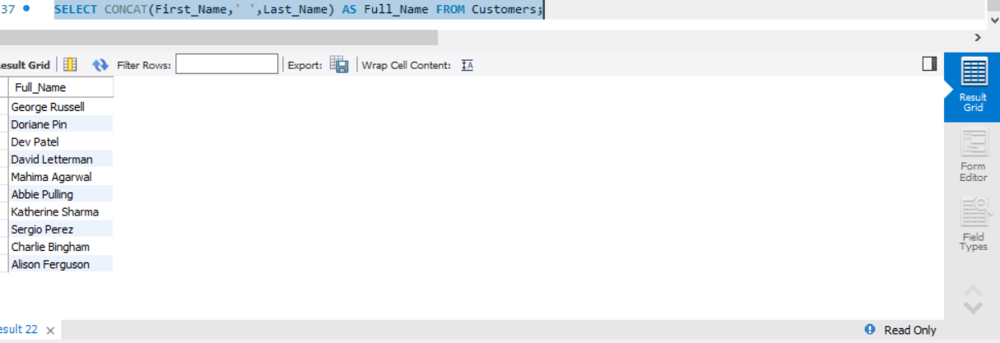 37 SELECT CONCAT(First_Name,' ',Last_Name) AS Full_Name FROM Customers;
esult Grid Filter Rows: Export: Wrap Cell Content: IA
Full_Name
George Russell
Doriane Pin
Dev Patel
David Letterman
Mahima Agarwal
Abbie Pulling
Katherine Sharma
Sergio Perez
Charlie Bingham
Alison Ferguson
Result
Grid
Form
Editor
Field
Types
esult 22 × Read Only